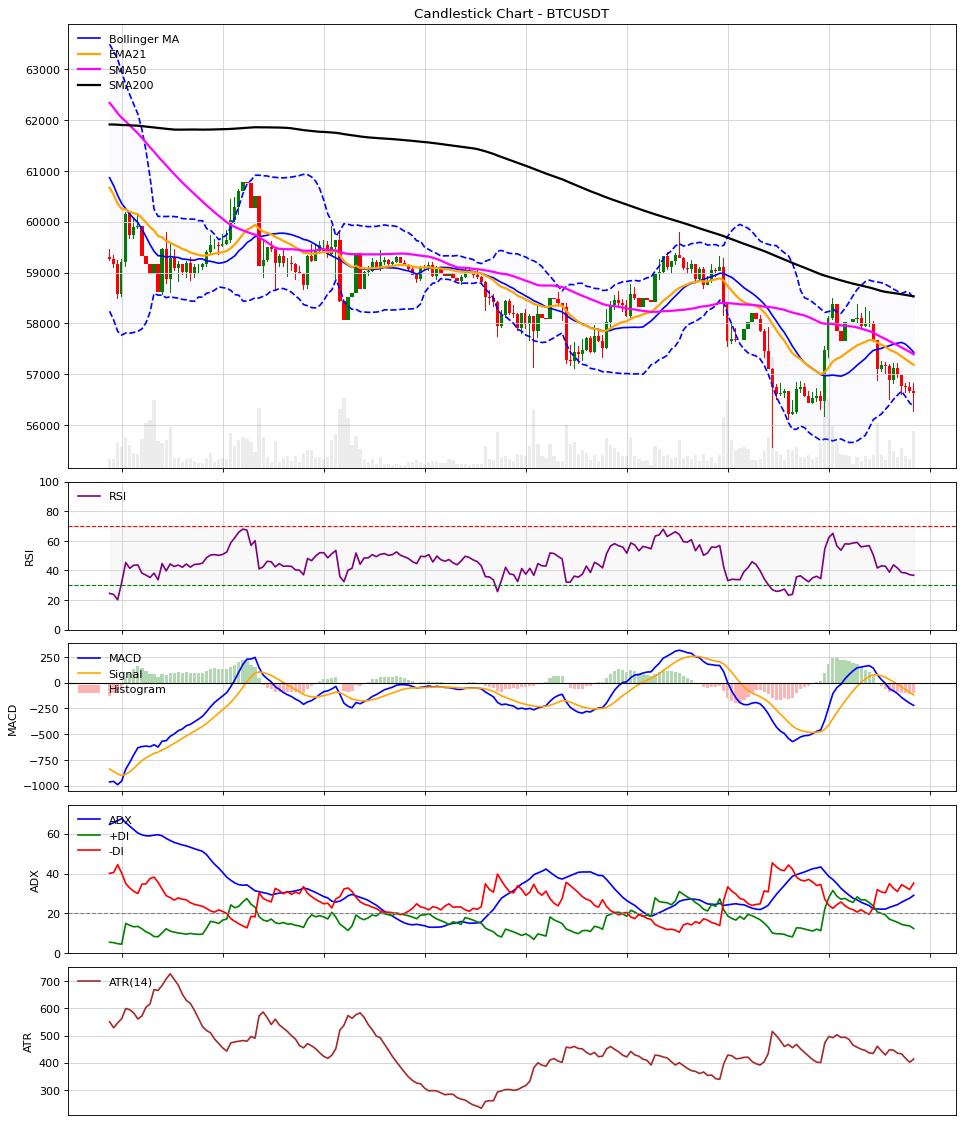 Candlestick Chart - BTCUSDT
Bollinger MA
EMA21
SMA50
SMA200
63000
62000
61000
60000
59000
58000
57000
56000
RSI
100
80
60
40
20
0
RSI
MACD
Signal
Histogram
250
0
−250
−500
−750
−1000
MACD
ADX
+DI
-DI
60
40
20
0
ADX
ATR(14)
700
600
500
400
300
ATR